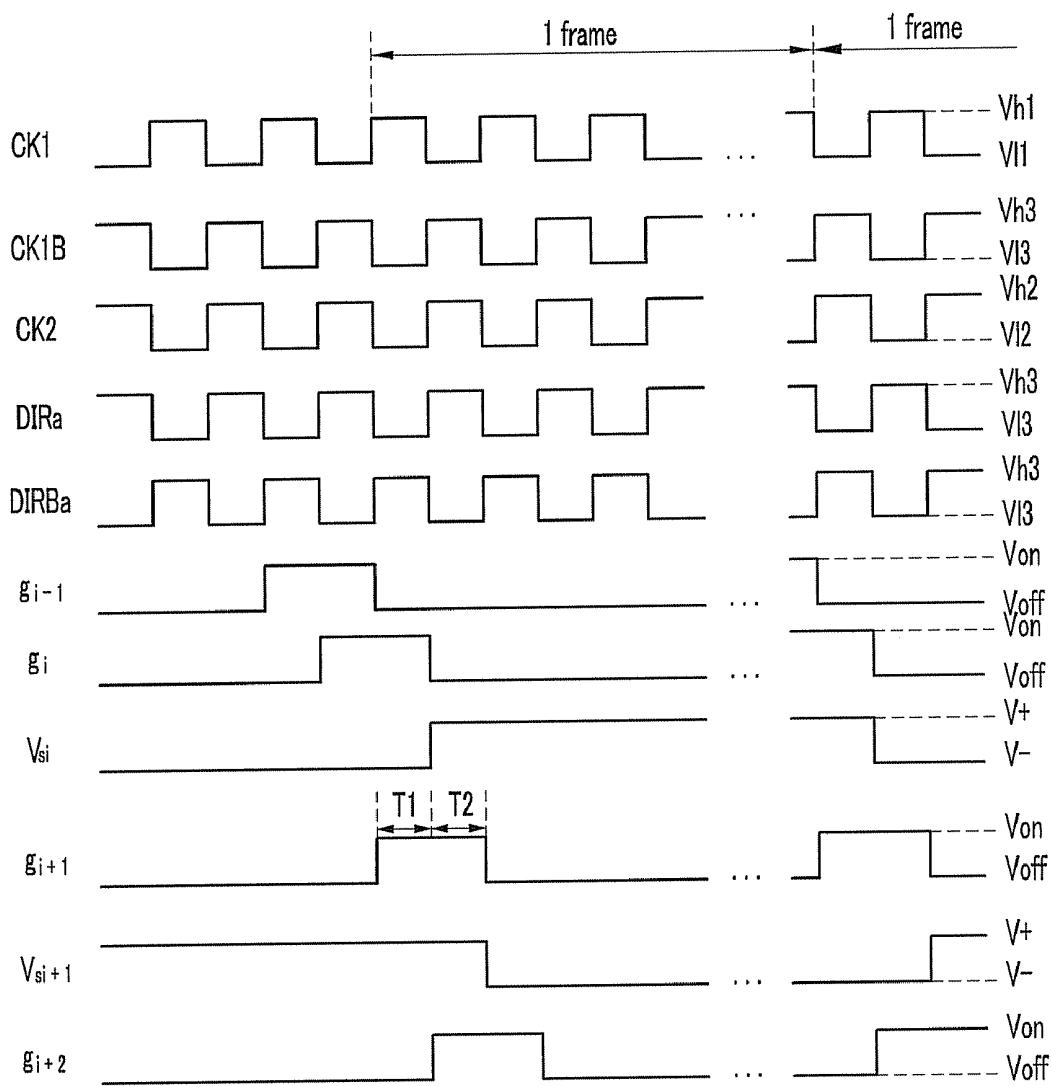 1 frame 1 frame
CK1 Vh1
... Vl1
CK1B ... Vh3
Vl3
CK2 Vh2
Vl2
DIRa Vh3
Vl3
DIRBa Vh3
Vl3
gi-1 Von
... Voff
gi Von
... Voff
Vsi V+
V-
T1 T2
gi+1 Von
... Voff
Vsi+1 V+
... V-
gi+2 Von
... Voff